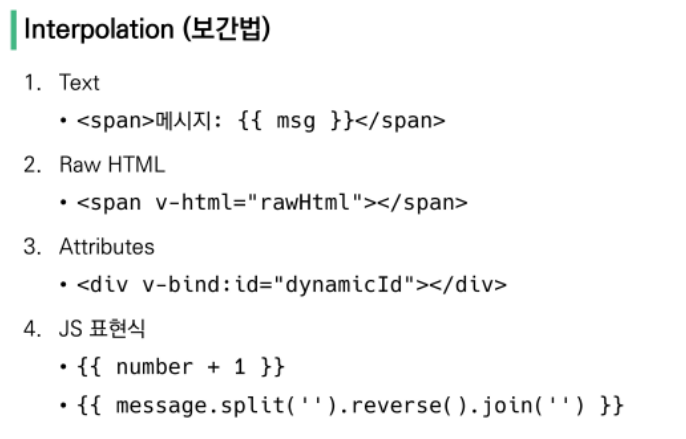 Interpolation (보간법)
1. Text
• <span>메시지: {{ msg }}</span>
2. Raw HTML
• <span v-html="rawHtml"></span>
3. Attributes
• <div v-bind:id="dynamicId"></div>
4. JS 표현식
• {{ number + 1 }}
• {{ message.split('').reverse().join('') }}